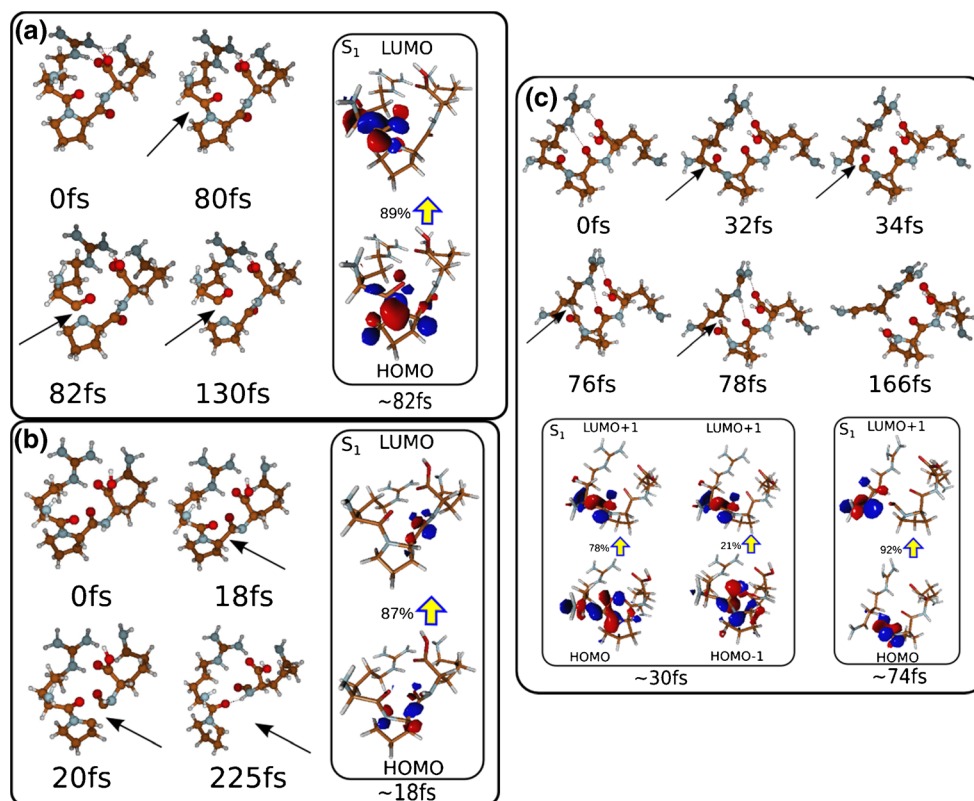 (a)
0fs
80fs
82fs
130fs
S1
LUMO
89%
HOMO
~82fs
(b)
0fs
18fs
20fs
225fs
S1
LUMO
87%
HOMO
~18fs
(c)
0fs
32fs
34fs
76fs
78fs
166fs
S1
LUMO+1
LUMO+1
78%
21%
HOMO
HOMO-1
~30fs
S1
LUMO+1
92%
HOMO
~74fs